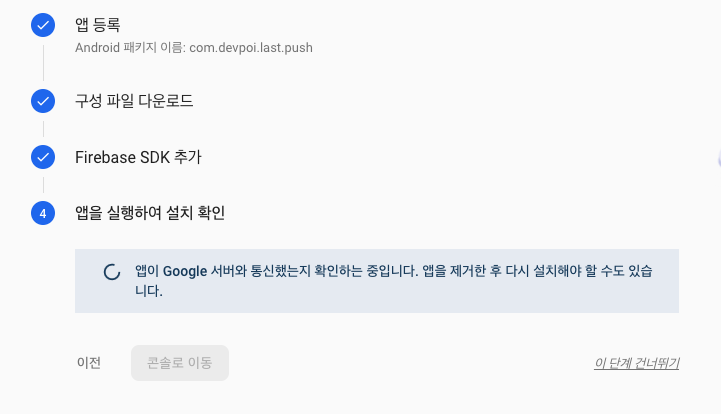 앱 등록
Android 패키지 이름: com.devpoi.last.push
구성 파일 다운로드
Firebase SDK 추가
4
앱을 실행하여 설치 확인
앱이 Google 서버와 통신했는지 확인하는 중입니다. 앱을 제거한 후 다시 설치해야 할 수도 있습
니다.
이전
콘솔로 이동
이 단계 건너뛰기